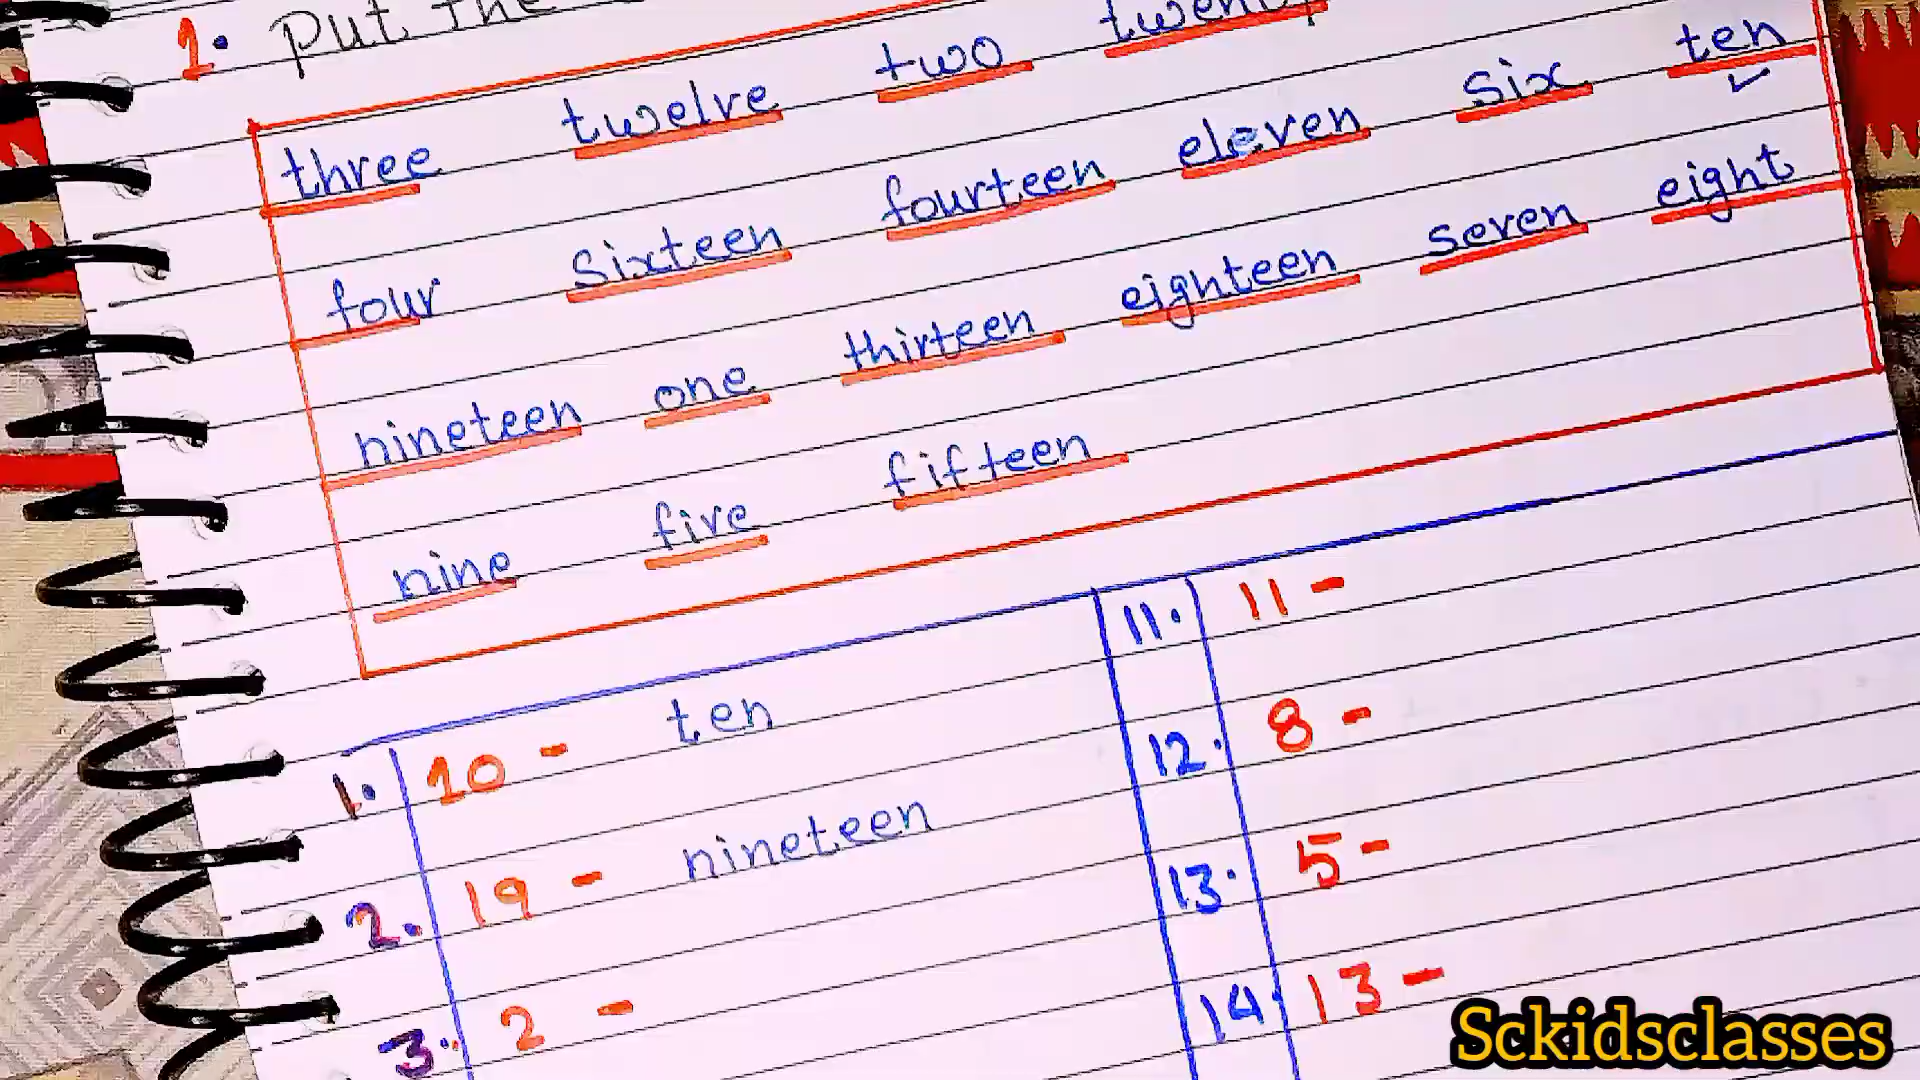 1. Put The
three twelve two twenty
four sixteen fourteen eleven six ten
nineteen one thirteen eighteen seven eight
nine five fifteen
1. 10 - ten
2. 19 - nineteen
3. 2 -
11. 11 -
12. 8 -
13. 5 -
14. 13 -
Sckidsclasses